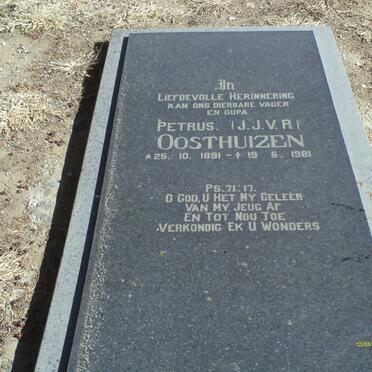 In
Liefdevolle Herinnering
aan ons dierbare vader
en oupa
Petrus. (J.J.V.R)
Oosthuizen
* 25. 10. 1891 - + 19. 6. 1981
Ps. 71: 17.
O God, U Het My Geleer
Van My Jeug Af
En Tot Nou Toe
Verkondig Ek U Wonders